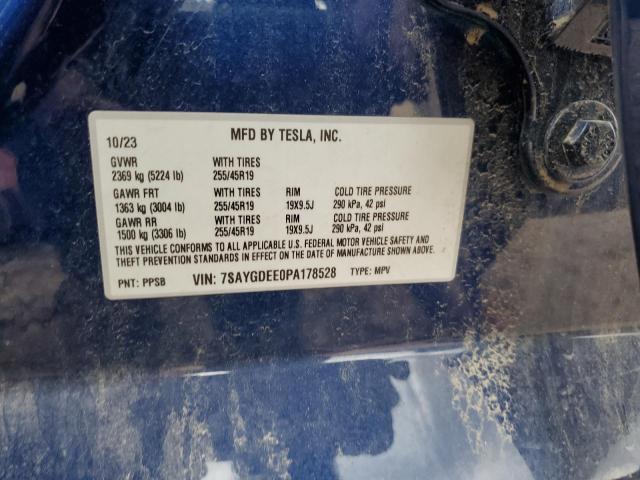 MFD BY TESLA, INC.
10/23
GVWR WITH TIRES
2369 kg (5224 lb) 255/45R19
GAWR FRT WITH TIRES RIM COLD TIRE PRESSURE
1363 kg (3004 lb) 255/45R19 19X9.5J 290 kPa, 42 psi
GAWR RR WITH TIRES RIM COLD TIRE PRESSURE
1500 kg (3306 lb) 255/45R19 19X9.5J 290 kPa, 42 psi
THIS VEHICLE CONFORMS TO ALL APPLICABLE U.S. FEDERAL MOTOR VEHICLE SAFETY AND
THEFT PREVENTION STANDARDS IN EFFECT ON THE DATE OF MANUFACTURE SHOWN ABOVE.
PNT: PPSB VIN: 7SAYGDEE0PA178528 TYPE: MPV